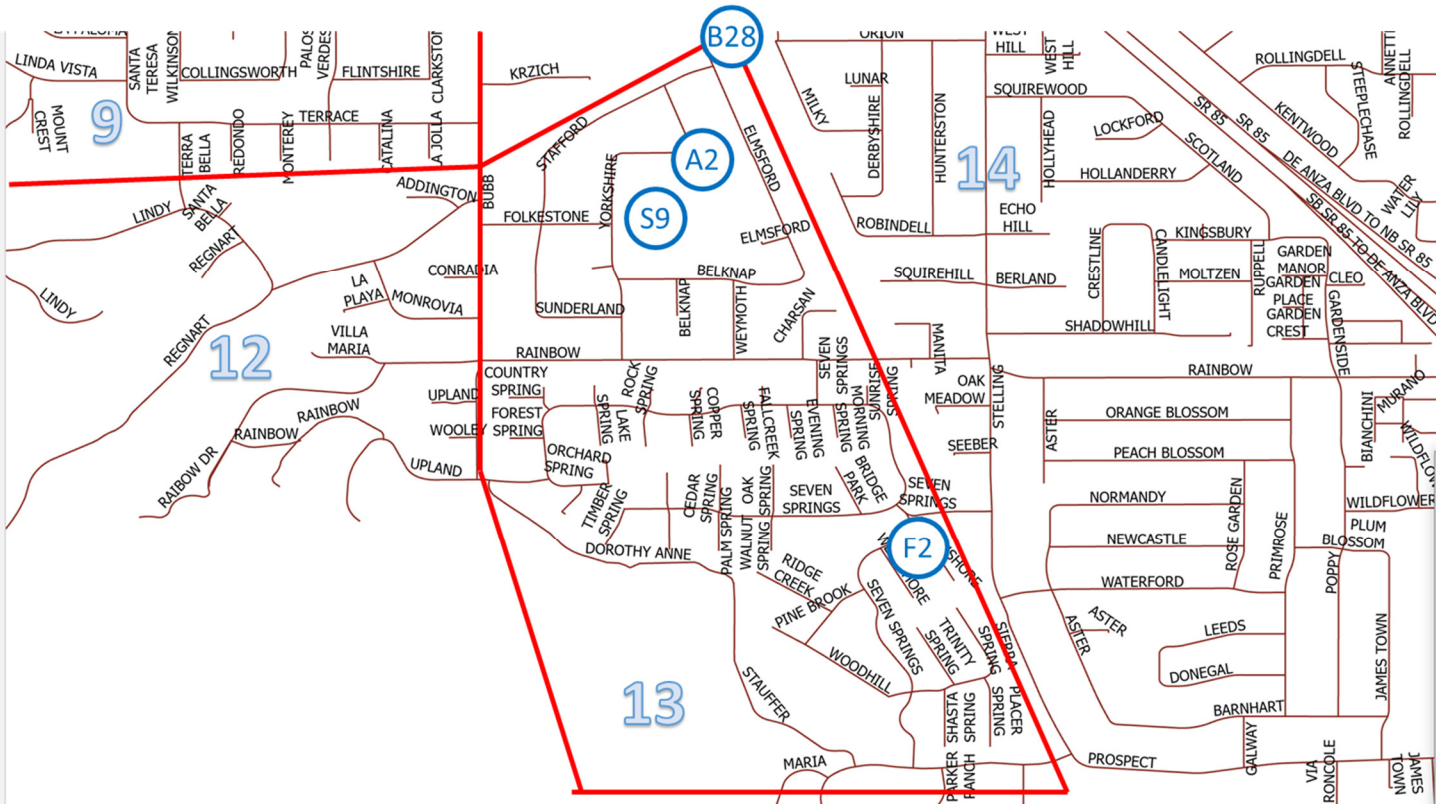 B28
ORION
WEST
HILL
WEST
HILL
LINDA VISTA
SANTA
TERESA
WILKINSON
COLLINGSWORTH
PALOS
VERDES
FLINTSHIRE
CLARKSTON
KRZICH
LUNAR
MILKY
DERBYSHIRE
HUNTERSTON
SQUIREWOOD
LOCKFORD
SR 85
SR 85
ROLLINGDELL
STEEPLECHASE
ROLLINGDELL
KENTWOOD
MOUNT
CREST
9
TERRACE
TERRA
BELLA
REDONDO
MONTEREY
CATALINA
LA JOLLA
STAFFORD
A2
ELMSFORD
14
HOLLYHEAD
HOLLANDERRY
SCOTLAND
DE ANZA BLVD TO NB SR 85
SB SR 85 TO DE ANZA BLVD
WATER
LILY
ADDINGTON
BUBB
LINDY
SANTA
BELLA
REGNART
FOLKESTONE
YORKSHIRE
S9
ELMSFORD
ROBINDELL
ECHO
HILL
CRESTLINE
CANDLELIGHT
KINGSBURY
MOLTZEN
RUPPELL
GARDEN
MANOR
GARDEN
PLACE
GARDEN
CREST
CLEO
GARDENSIDE
LINDY
LA
PLAYA
CONRADIA
MONROVIA
SUNDERLAND
BELKNAP
BELKNAP
WEYMOTH
CHARSAN
SQUIREHILL
BERLAND
SHADOWHILL
REGNART
12
VILLA
MARIA
RAINBOW
SEVEN
SPRINGS
MANITA
RAINBOW
COUNTRY
SPRING
UPLAND
FOREST
SPRING
WOOLEY
ROCK
SPRING
LAKE
SPRING
COPPER
SPRING
FALLCREEK
SPRING
EVENING
SPRING
MORNING
SPRING
SUNRISE
SPRING
OAK
MEADOW
STELLING
SEEBER
ASTER
ORANGE BLOSSOM
PEACH BLOSSOM
BIANCHINI
MURANO
RAINBOW
RAINBOW
RAIBOW DR
UPLAND
ORCHARD
SPRING
TIMBER
SPRING
CEDAR
SPRING
PALM SPRING
OAK
SPRING
WALNUT
SPRING
SEVEN
SPRINGS
BRIDGE
PARK
SEVEN
SPRINGS
NORMANDY
NEWCASTLE
ROSE GARDEN
PRIMROSE
WILDFLOWER
PLUM
BLOSSOM
POPPY
F2
DOROTHY ANNE
RIDGE
CREEK
PINE BROOK
SEVEN SPRINGS
WATERFORD
ASTER
ASTER
LEEDS
DONEGAL
JAMES TOWN
TRINITY
SPRING
SIERRA
SPRING
WOODHILL
13
STAUFFER
SHASTA
SPRING
PLACER
SPRING
BARNHART
GALWAY
MARIA
PARKER
RANCH
PROSPECT
VIA
RONCOLE
JAMES
TOWN